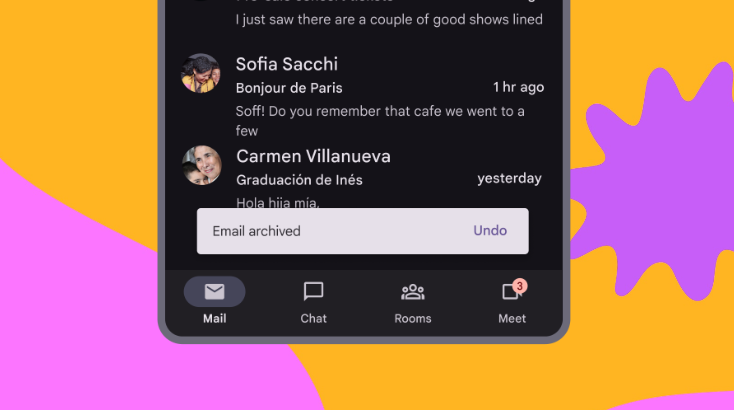 I just saw there are a couple of good shows lined
Sofia Sacchi
Bonjour de Paris
1 hr ago
Soff! Do you remember that cafe we went to a
few
Carmen Villanueva
Graduación de Inés
yesterday
Hola hija mía,
Email archived
Undo
3
Mail
Chat
Rooms
Meet